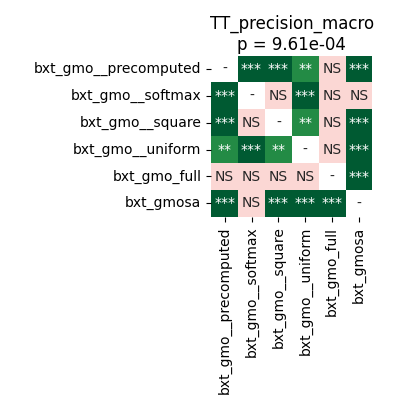 TT_precision_macro
p = 9.61e-04
bxt_gmo__precomputed - *** *** ** NS ***
bxt_gmo__softmax *** - NS *** NS NS
bxt_gmo__square *** NS - ** NS ***
bxt_gmo__uniform ** *** ** - NS ***
bxt_gmo_full NS NS NS NS - ***
bxt_gmosa *** NS *** *** *** -
bxt_gmo__precomputed
bxt_gmo__softmax
bxt_gmo__square
bxt_gmo__uniform
bxt_gmo_full
bxt_gmosa